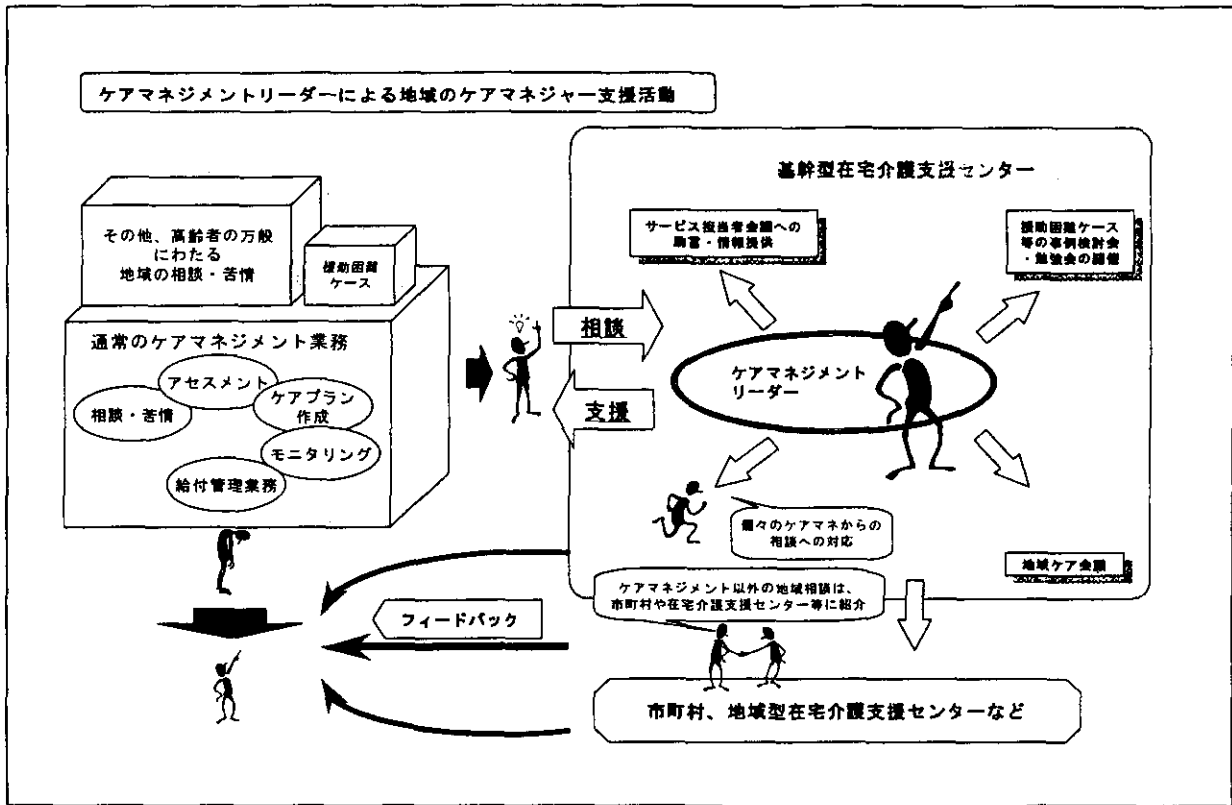 ケアマネジメントリーダーによる地域のケアマネジャー支援活動
その他、高齢者の万般
にわたる
地域の相談・苦情
援助困難
ケース
通常のケアマネジメント業務
アセスメント
相談・苦情
ケアプラン
作成
モニタリング
給付管理業務
相談
支援
基幹型在宅介護支援センター
サービス担当者会議への
助言・情報提供
援助困難ケース
等の事例検討会
・勉強会の開催
ケアマネジメント
リーダー
個々のケアマネからの
相談への対応
地域ケア会議
ケアマネジメント以外の地域相談は、
市町村や在宅介護支援センター等に紹介
フィードバック
市町村、地域型在宅介護支援センターなど